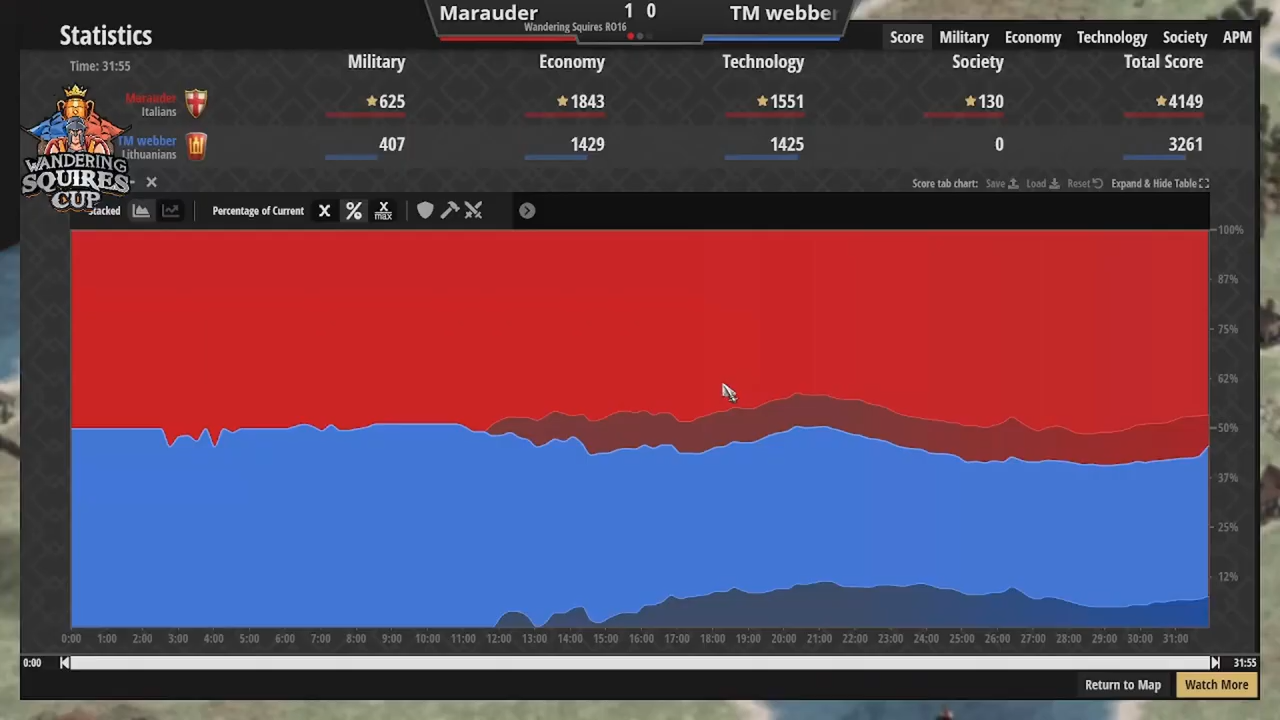 Marauder 1 0 TM webber
Wandering Squires RO16
Statistics
Score Military Economy Technology Society APM
Time: 31:55
Military Economy Technology Society Total Score
Marauder
Italians
625 1843 1551 130 4149
TM webber
Lithuanians
407 1429 1425 0 3261
WANDERING
SQUIRES
CUP
Score tab chart: Save Load Reset Expand & Hide Table
Stacked Percentage of Current X % X max
100%
87%
75%
62%
50%
37%
25%
12%
0:00 1:00 2:00 3:00 4:00 5:00 6:00 7:00 8:00 9:00 10:00 11:00 12:00 13:00 14:00 15:00 16:00 17:00 18:00 19:00 20:00 21:00 22:00 23:00 24:00 25:00 26:00 27:00 28:00 29:00 30:00 31:00
0:00 31:55
Return to Map Watch More